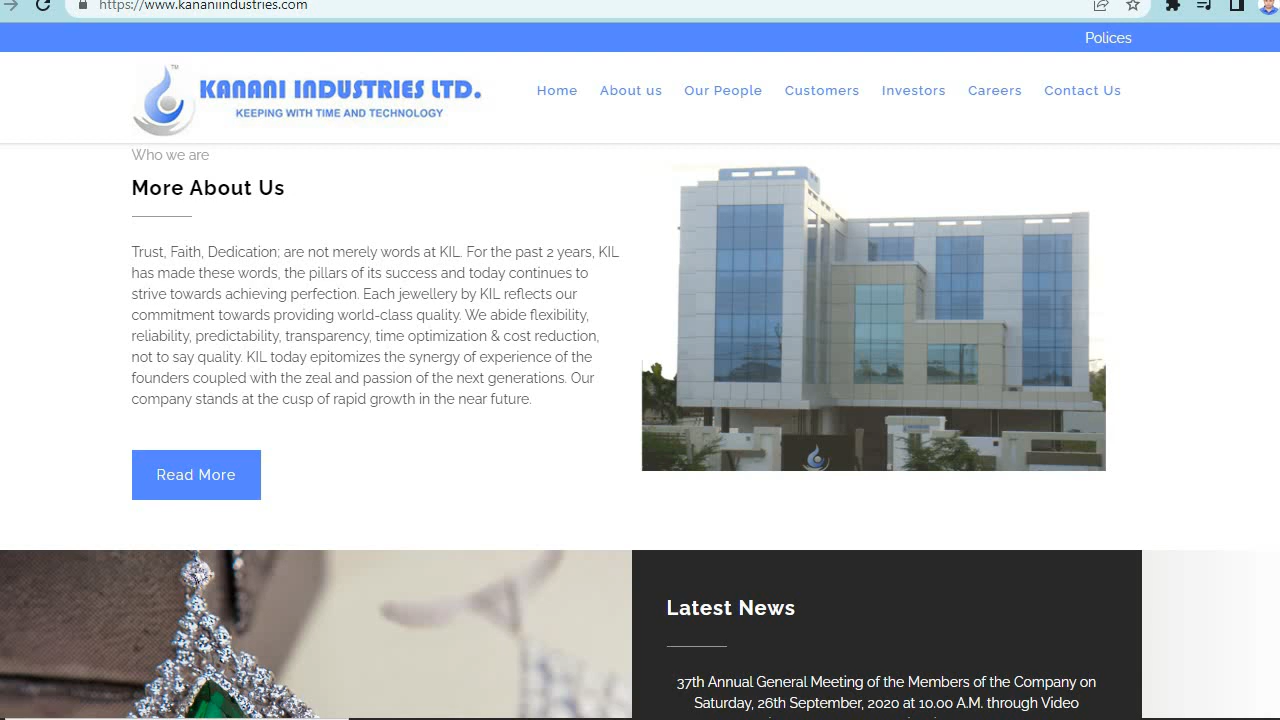 https://www.kananiindustries.com
Polices
TM
KANANI INDUSTRIES LTD.
KEEPING WITH TIME AND TECHNOLOGY
Home About us Our People Customers Investors Careers Contact Us
Who we are
More About Us
Trust, Faith, Dedication; are not merely words at KIL. For the past 2 years, KIL
has made these words, the pillars of its success and today continues to
strive towards achieving perfection. Each jewellery by KIL reflects our
commitment towards providing world-class quality. We abide flexibility,
reliability, predictability, transparency, time optimization & cost reduction,
not to say quality. KIL today epitomizes the synergy of experience of the
founders coupled with the zeal and passion of the next generations. Our
company stands at the cusp of rapid growth in the near future.
Read More
Latest News
37th Annual General Meeting of the Members of the Company on
Saturday, 26th September, 2020 at 10.00 A.M. through Video